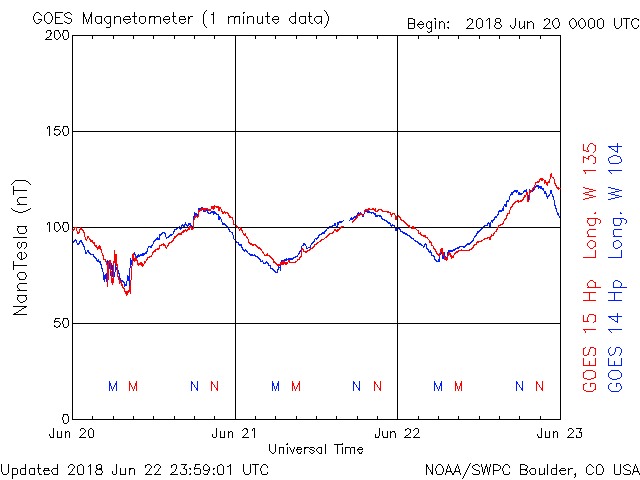 GOES Magnetometer (1 minute data)
Begin: 2018 Jun 20 0000 UTC
200
150
100
50
0
NanoTesla (nT)
M M N N M M N N M M N N
Jun 20 Jun 21 Jun 22 Jun 23
Universal Time
GOES 15 Hp Long. W 135
GOES 14 Hp Long. W 104
Updated 2018 Jun 22 23:59:01 UTC
NOAA/SWPC Boulder, CO USA